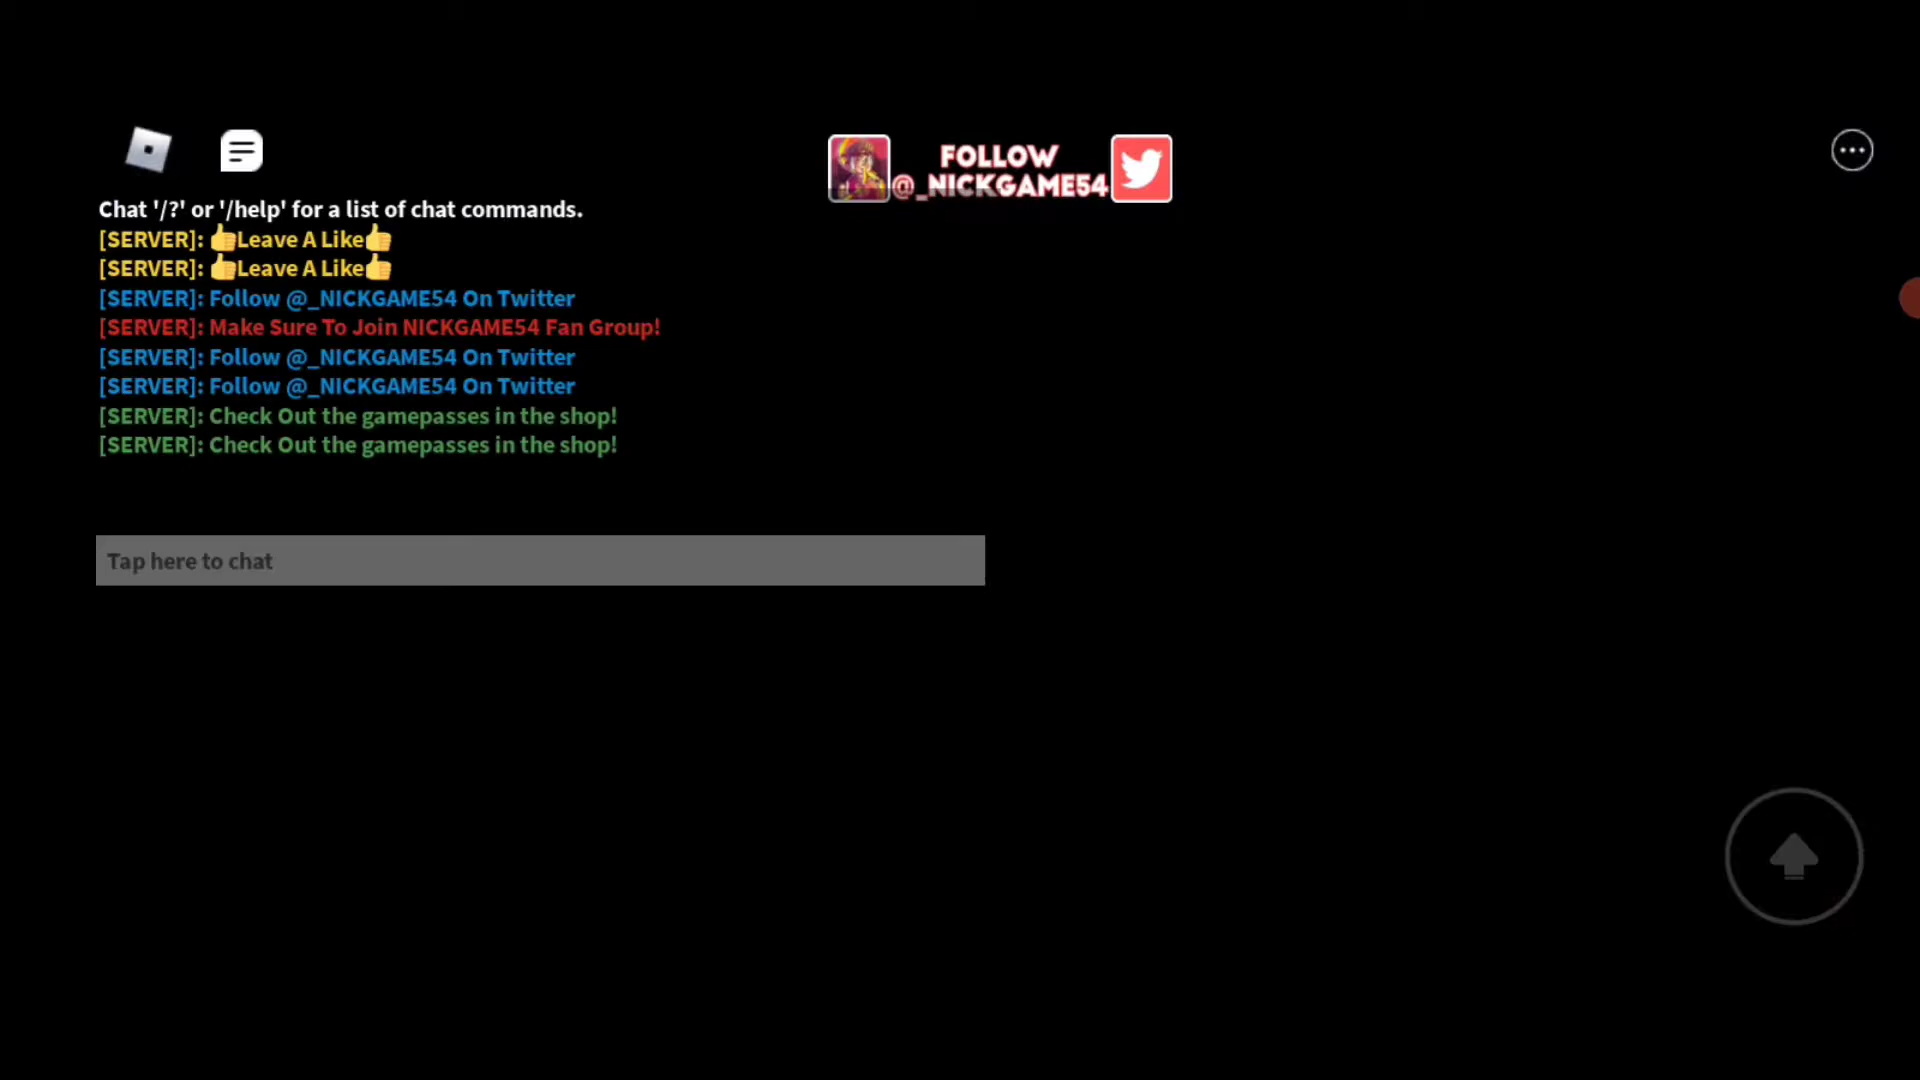 FOLLOW
@_NICKGAME54
Chat '/?' or '/help' for a list of chat commands.
[SERVER]: 👍Leave A Like👍
[SERVER]: 👍Leave A Like👍
[SERVER]: Follow @_NICKGAME54 On Twitter
[SERVER]: Make Sure To Join NICKGAME54 Fan Group!
[SERVER]: Follow @_NICKGAME54 On Twitter
[SERVER]: Follow @_NICKGAME54 On Twitter
[SERVER]: Check Out the gamepasses in the shop!
[SERVER]: Check Out the gamepasses in the shop!
Tap here to chat